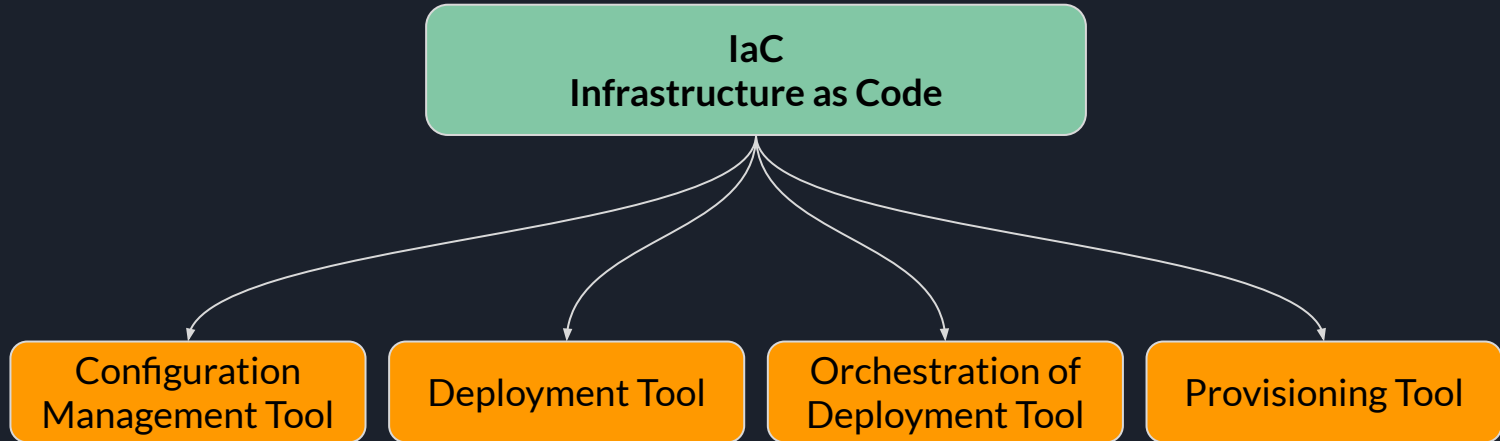 IaC
Infrastructure as Code
Configuration
Management Tool
Deployment Tool
Orchestration of
Deployment Tool
Provisioning Tool